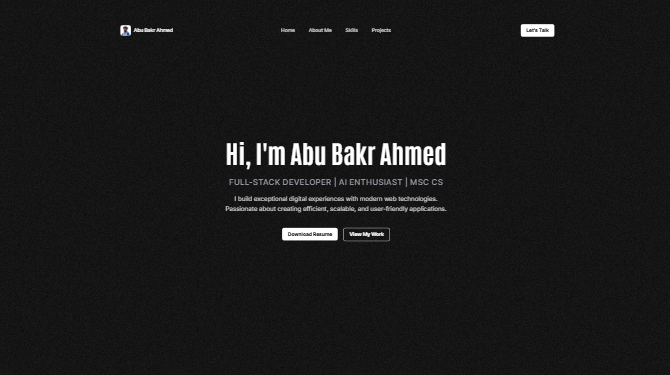 Abu Bakr Ahmed
Home
About Me
Skills
Projects
Let's Talk
Hi, I'm Abu Bakr Ahmed
FULL-STACK DEVELOPER | AI ENTHUSIAST | MSC CS
I build exceptional digital experiences with modern web technologies.
Passionate about creating efficient, scalable, and user-friendly applications.
Download Resume
View My Work